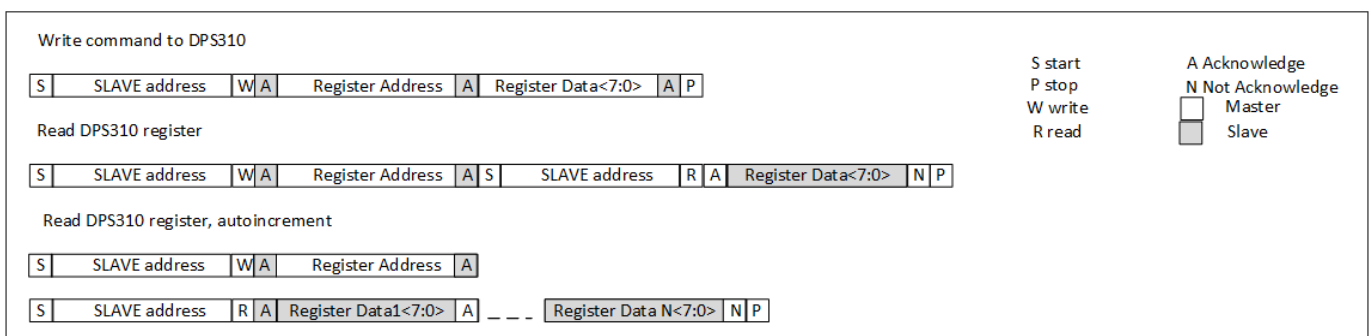 Write command to DPS310
S SLAVE address W A Register Address A Register Data<7:0> A P
Read DPS310 register
S SLAVE address W A Register Address A S SLAVE address R A Register Data<7:0> N P
Read DPS310 register, autoincrement
S SLAVE address W A Register Address A
S SLAVE address R A Register Data1<7:0> A _ _ _ Register Data N<7:0> N P
S start A Acknowledge
P stop N Not Acknowledge
W write Master
R read Slave